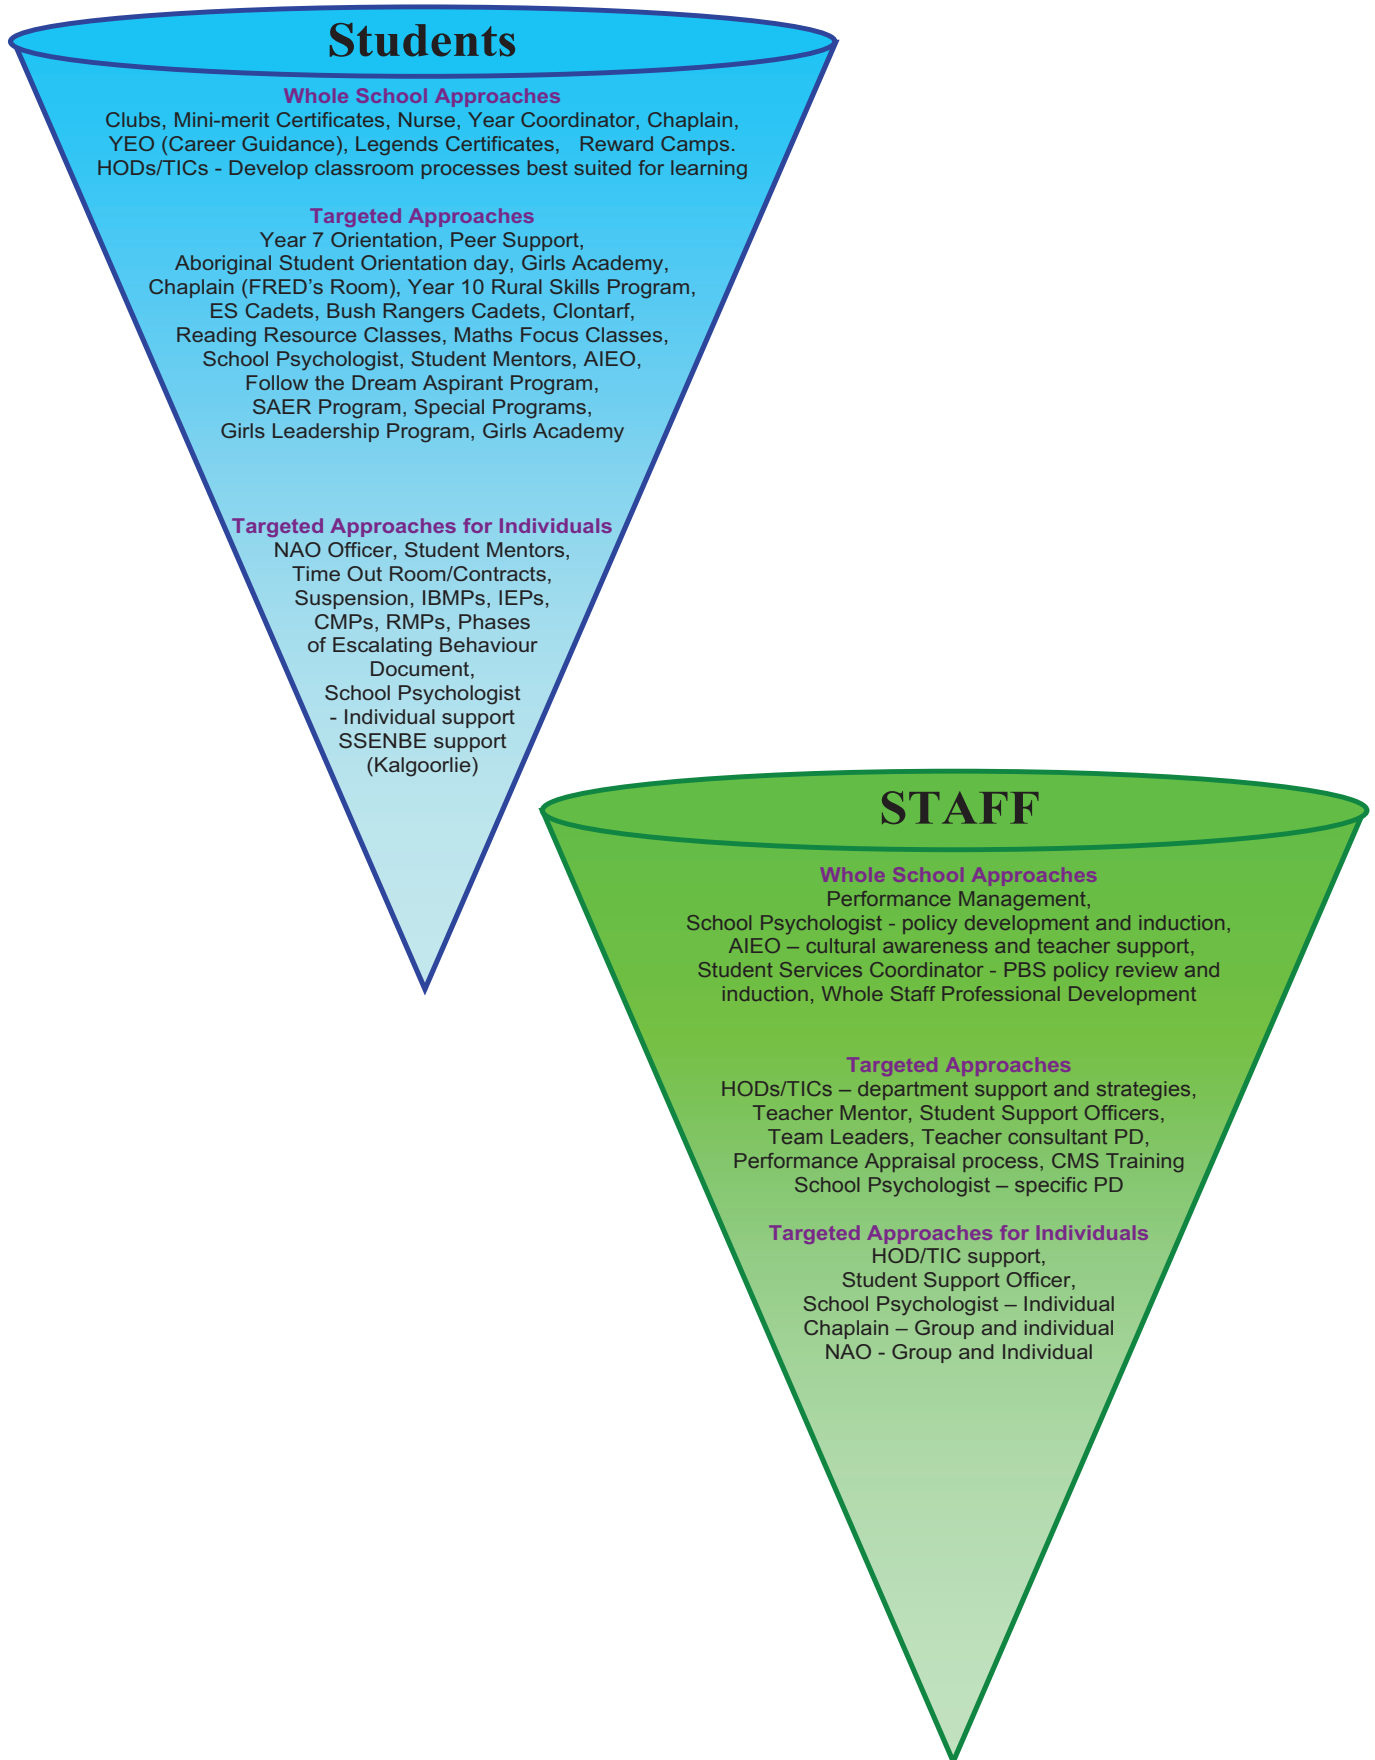 Students
Whole School Approaches
Clubs, Mini-merit Certificates, Nurse, Year Coordinator, Chaplain,
YEO (Career Guidance), Legends Certificates,   Reward Camps.
HODs/TICs - Develop classroom processes best suited for learning
Targeted Approaches
Year 7 Orientation, Peer Support,
Aboriginal Student Orientation day, Girls Academy,
Chaplain (FRED's Room), Year 10 Rural Skills Program,
ES Cadets, Bush Rangers Cadets, Clontarf,
Reading Resource Classes, Maths Focus Classes,
School Psychologist, Student Mentors, AIEO,
Follow the Dream Aspirant Program,
SAER Program, Special Programs,
Girls Leadership Program, Girls Academy
Targeted Approaches for Individuals
NAO Officer, Student Mentors,
Time Out Room/Contracts,
Suspension, IBMPs, IEPs,
CMPs, RMPs, Phases
of Escalating Behaviour
Document,
School Psychologist
- Individual support
SSENBE support
(Kalgoorlie)
STAFF
Whole School Approaches
Performance Management,
School Psychologist - policy development and induction,
AIEO – cultural awareness and teacher support,
Student Services Coordinator - PBS policy review and
induction, Whole Staff Professional Development
Targeted Approaches
HODs/TICs – department support and strategies,
Teacher Mentor, Student Support Officers,
Team Leaders, Teacher consultant PD,
Performance Appraisal process, CMS Training
School Psychologist – specific PD
Targeted Approaches for Individuals
HOD/TIC support,
Student Support Officer,
School Psychologist – Individual
Chaplain – Group and individual
NAO - Group and Individual